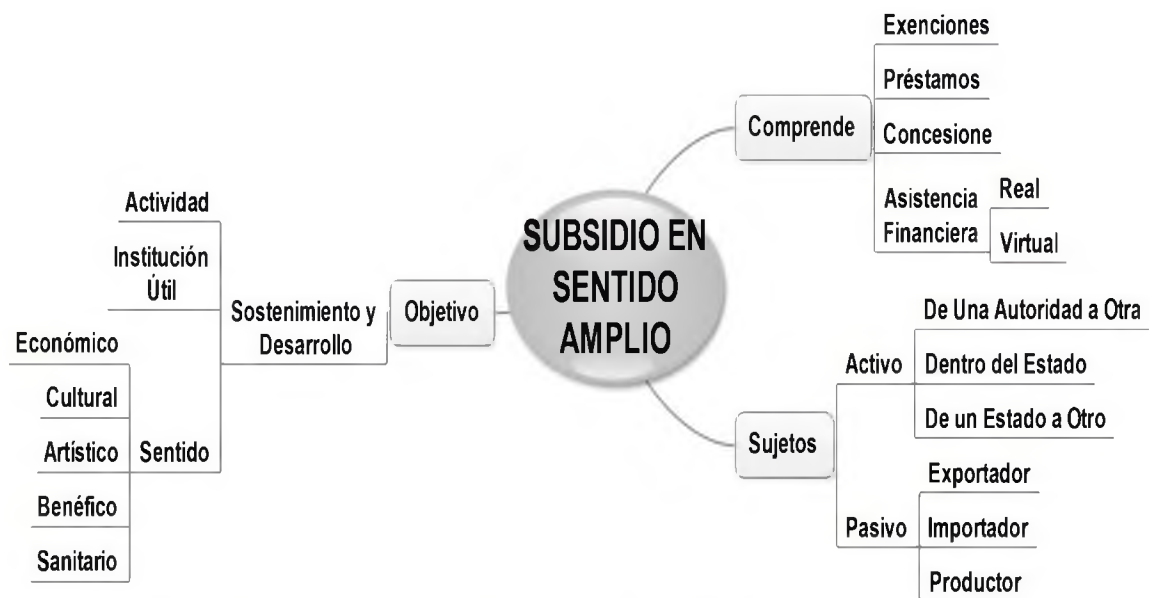 SUBSIDIO EN
SENTIDO
AMPLIO
Comprende
Exenciones
Préstamos
Concesione
Asistencia
Financiera
Real
Virtual
Sujetos
Activo
De Una Autoridad a Otra
Dentro del Estado
De un Estado a Otro
Pasivo
Exportador
Importador
Productor
Objetivo
Sostenimiento y
Desarrollo
Actividad
Institución
Útil
Sentido
Económico
Cultural
Artístico
Benéfico
Sanitario